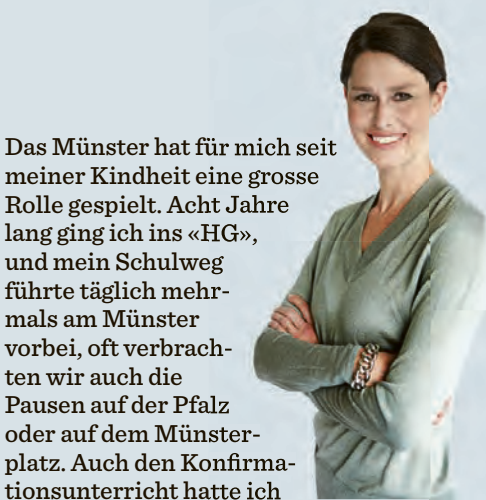 Das Münster hat für mich seit
meiner Kindheit eine grosse
Rolle gespielt. Acht Jahre
lang ging ich ins «HG»,
und mein Schulweg
führte täglich mehr-
mals am Münster
vorbei, oft verbrach-
ten wir auch die
Pausen auf der Pfalz
oder auf dem Münster-
platz. Auch den Konfirma-
tionsunterricht hatte ich